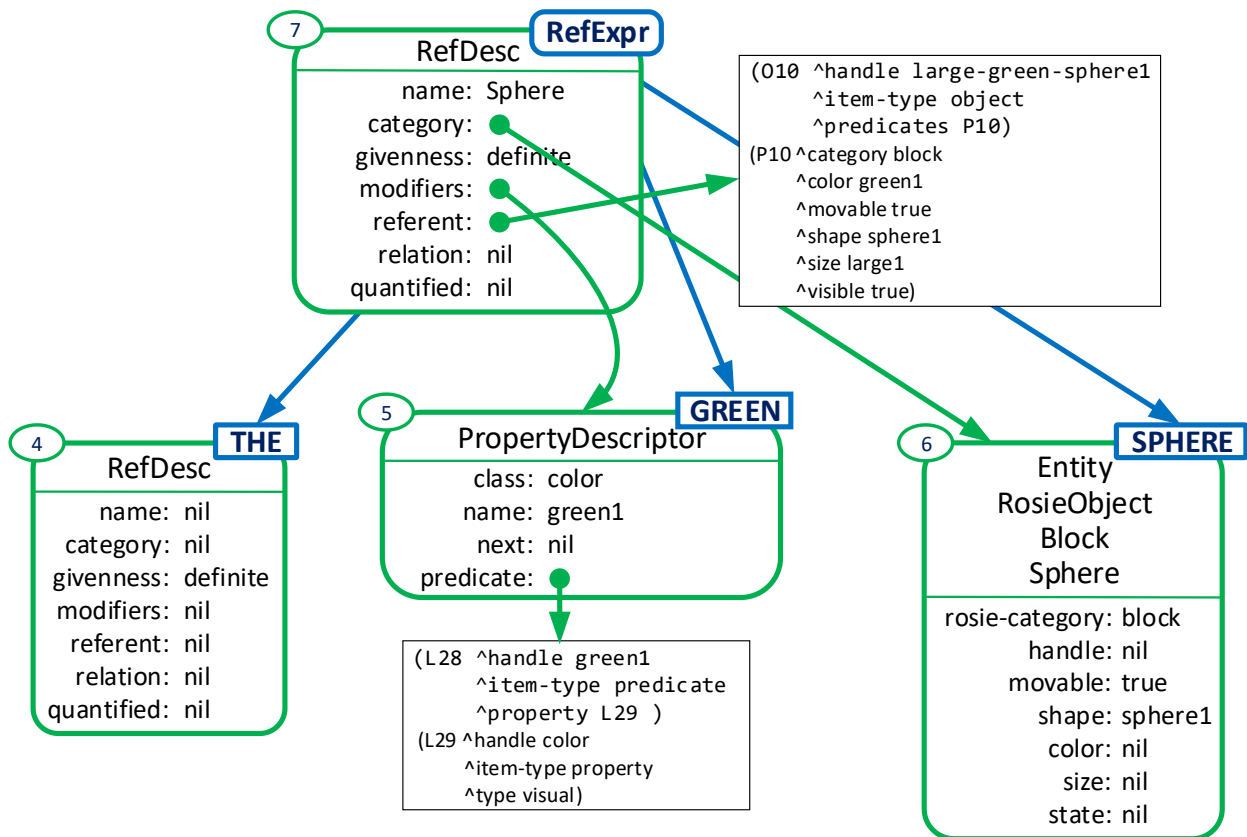 7
RefExpr
RefDesc
name: Sphere
category:
givenness: definite
modifiers:
referent:
relation: nil
quantified: nil
(O10 ^handle large-green-sphere1
^item-type object
^predicates P10)
(P10 ^category block
^color green1
^movable true
^shape sphere1
^size large1
^visible true)
4
THE
RefDesc
name: nil
category: nil
givenness: definite
modifiers: nil
referent: nil
relation: nil
quantified: nil
5
GREEN
PropertyDescriptor
class: color
name: green1
next: nil
predicate:
(L28 ^handle green1
^item-type predicate
^property L29 )
(L29 ^handle color
^item-type property
^type visual)
6
SPHERE
Entity
RosieObject
Block
Sphere
rosie-category: block
handle: nil
movable: true
shape: sphere1
color: nil
size: nil
state: nil